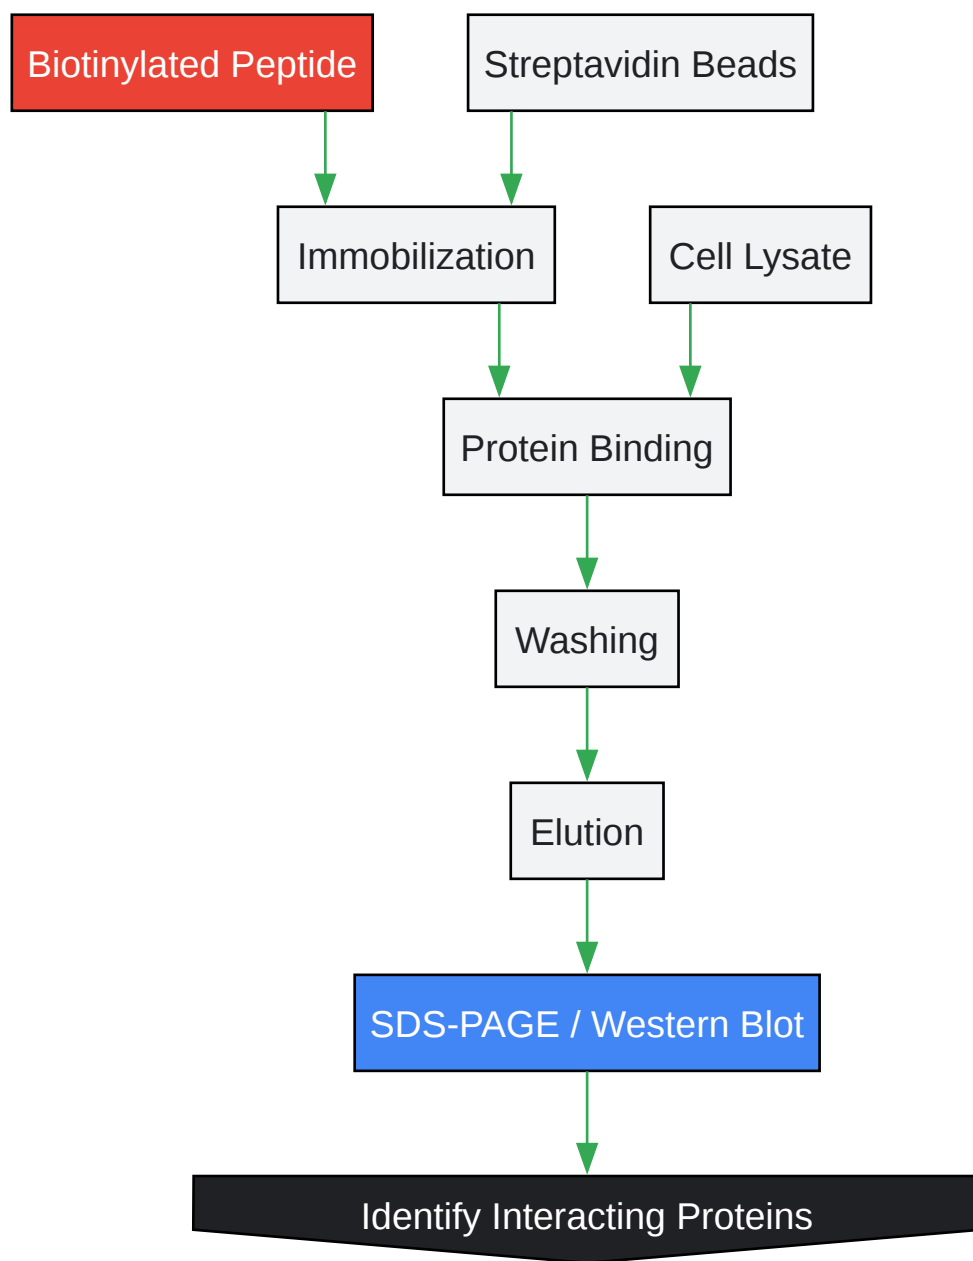 Biotinylated Peptide
Streptavidin Beads
Immobilization
Cell Lysate
Protein Binding
Washing
Elution
SDS-PAGE / Western Blot
Identify Interacting Proteins